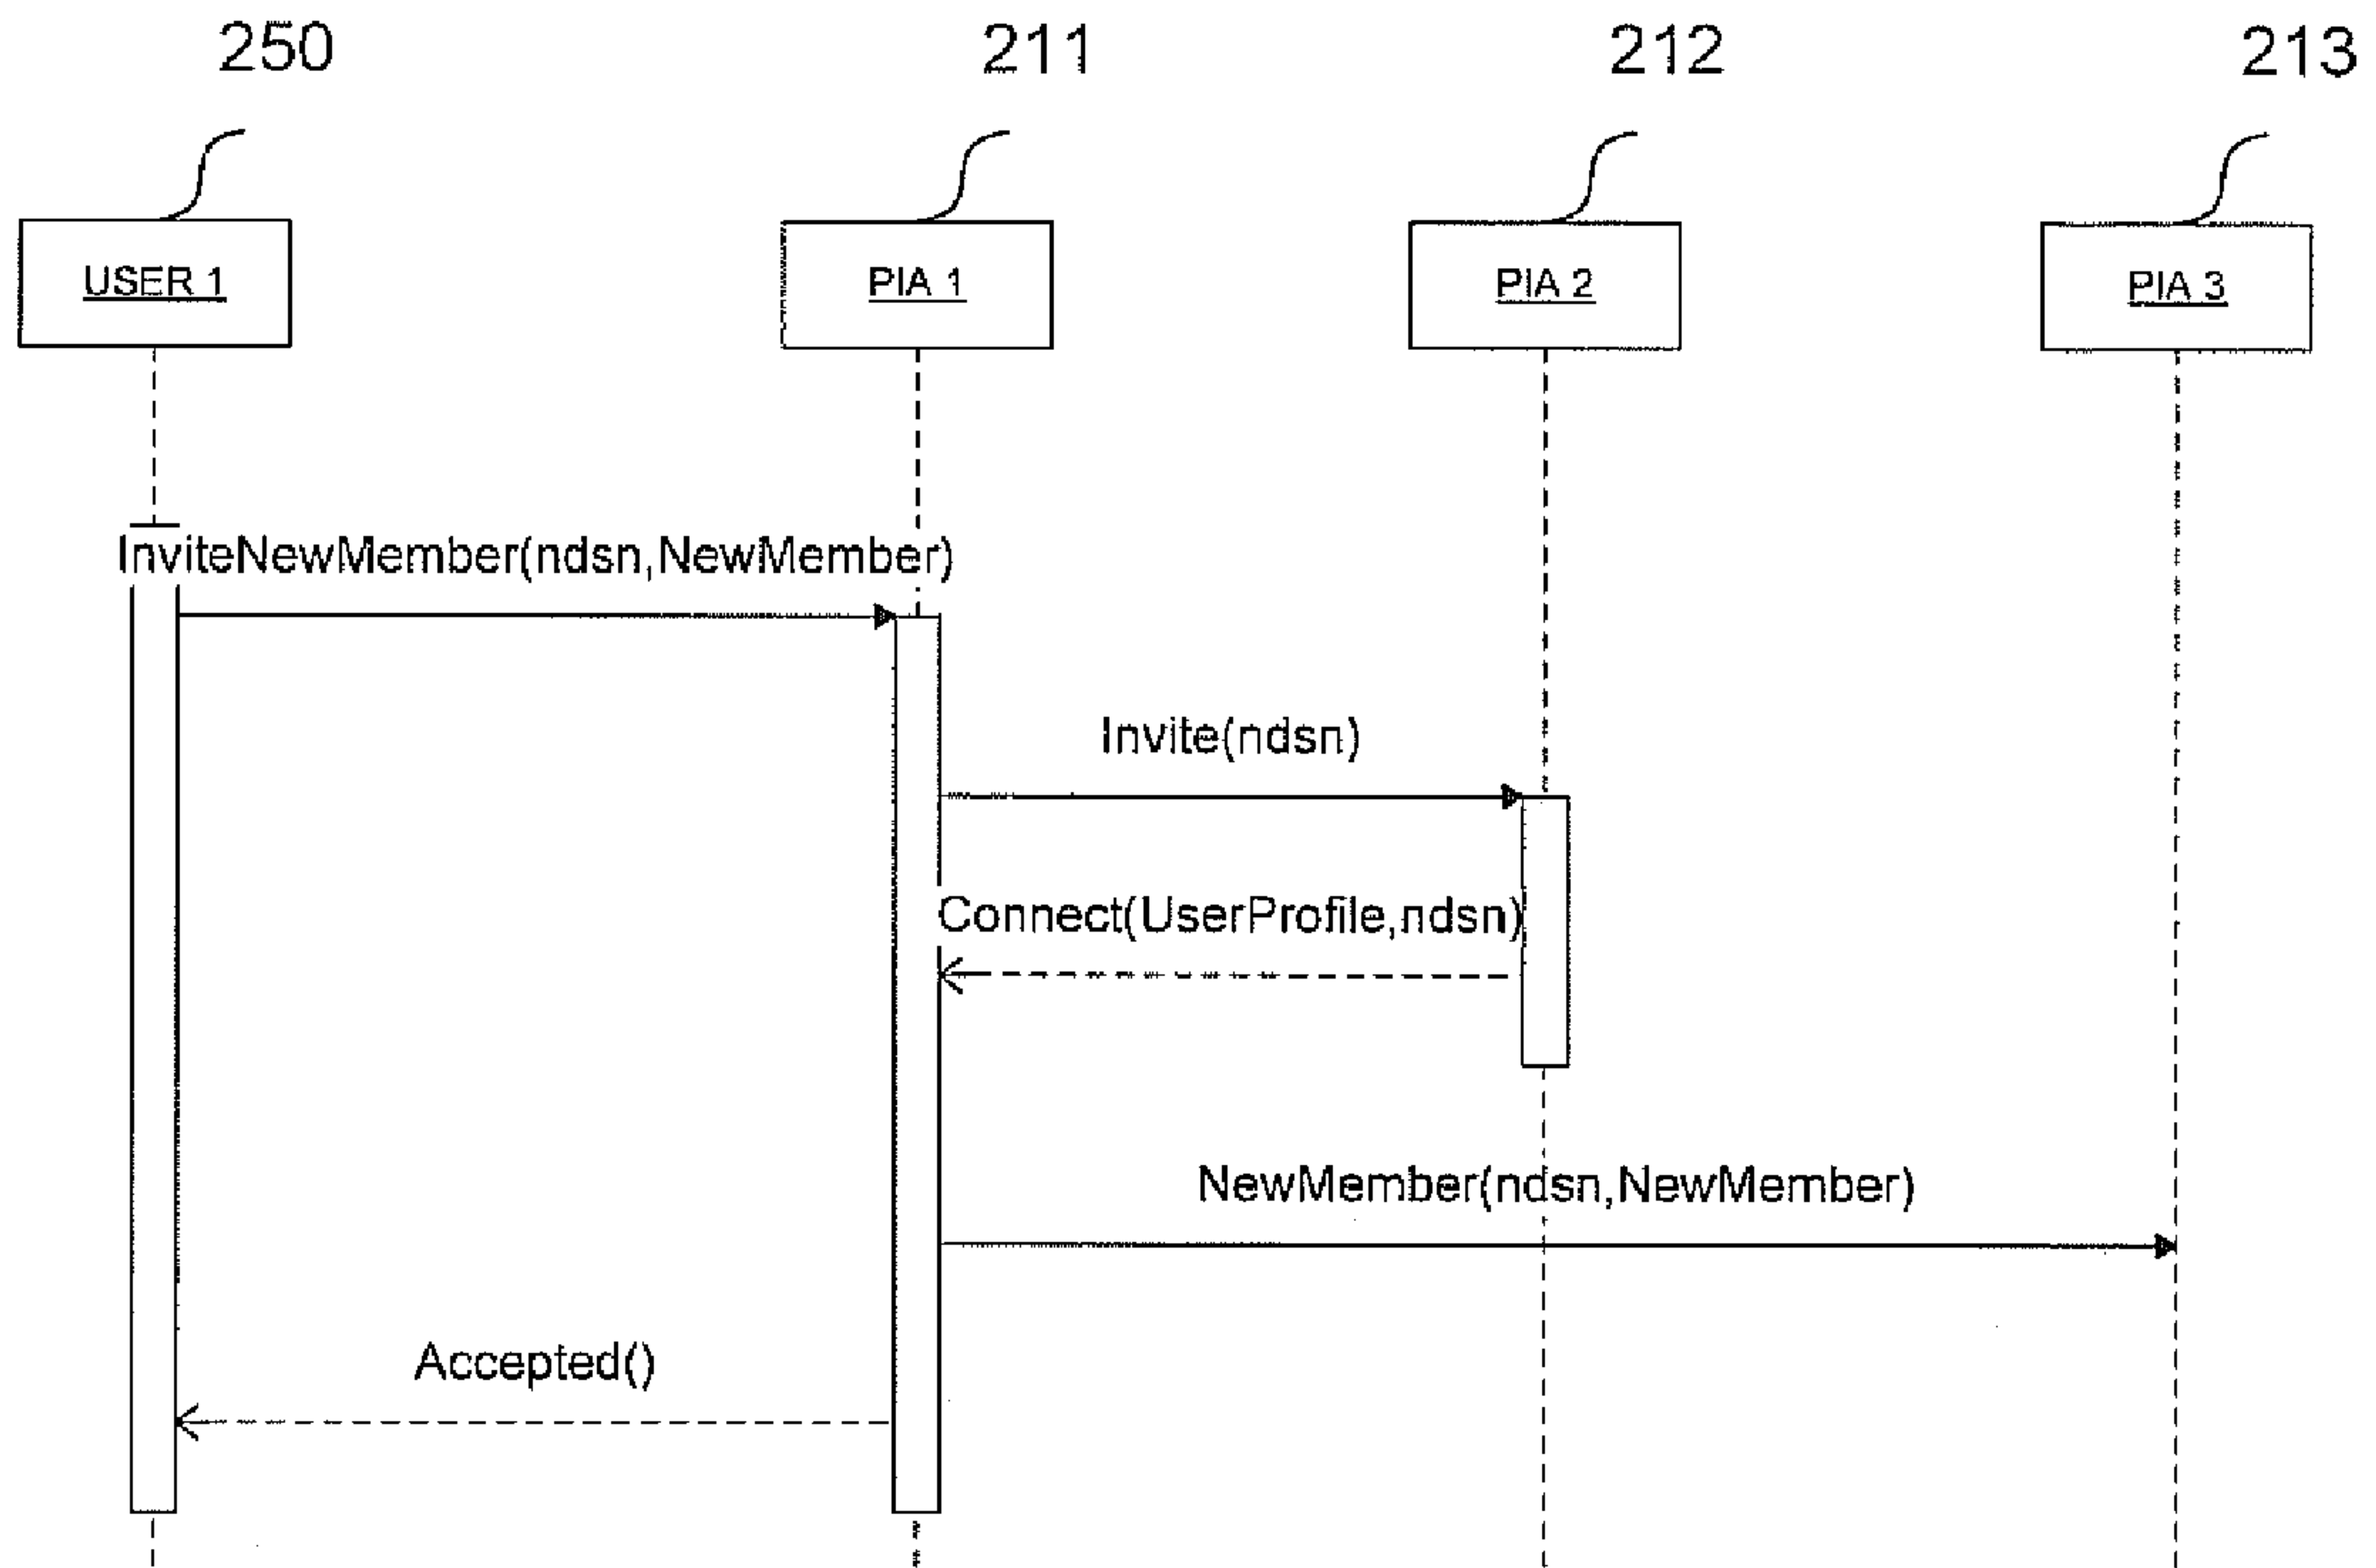 250 211 212 213
USER 1 PIA 1 PIA 2 PIA 3
InviteNewMember(ndsn,NewMember)
Invite(ndsn)
Connect(UserProfile,ndsn)
NewMember(ndsn,NewMember)
Accepted()